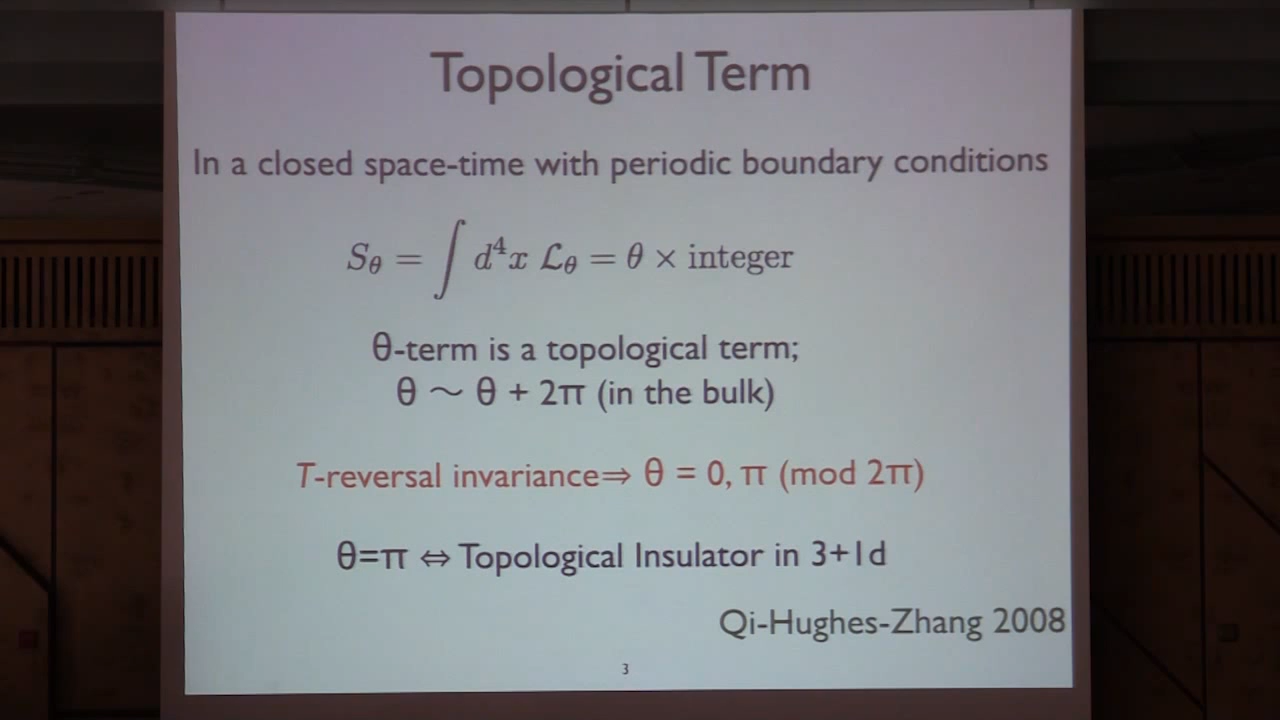 Topological Term
In a closed space-time with periodic boundary conditions
S_θ = ∫ d⁴x ℒ_θ = θ × integer
θ-term is a topological term;
θ ~ θ + 2π (in the bulk)
T-reversal invariance⇒ θ = 0, π (mod 2π)
θ=π ⇔ Topological Insulator in 3+1d
Qi-Hughes-Zhang 2008
3